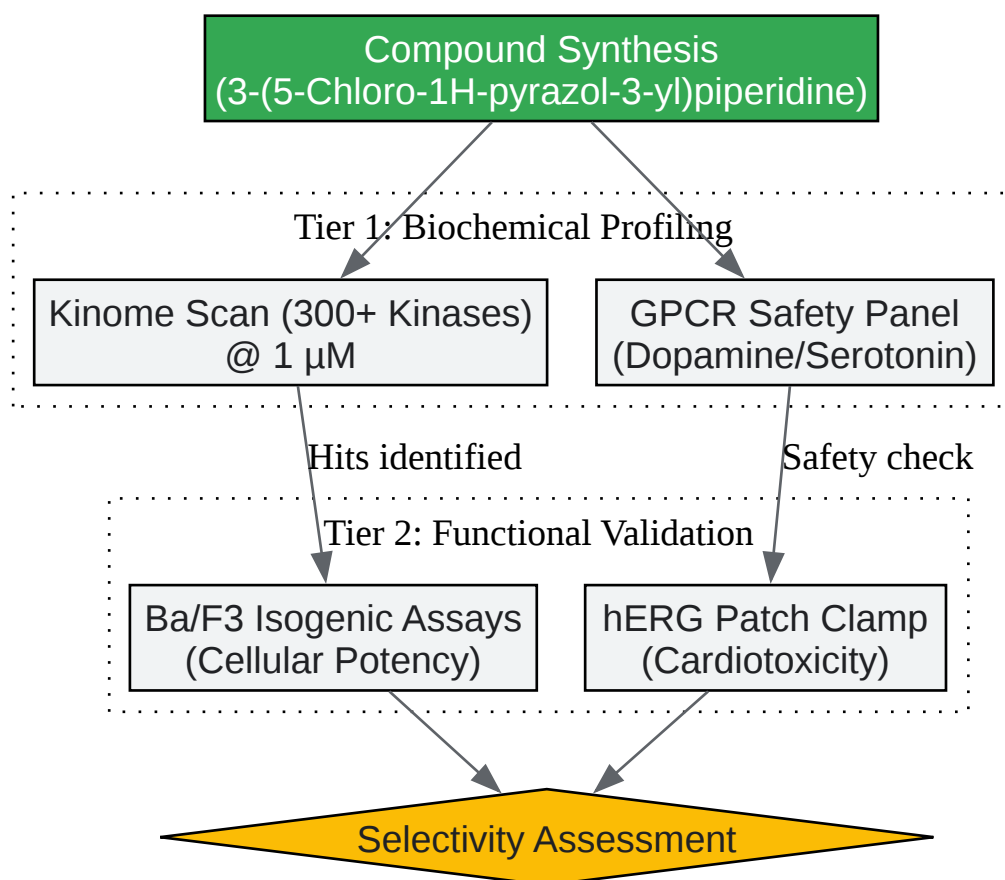 Compound Synthesis
(3-(5-Chloro-1H-pyrazol-3-yl)piperidine)
Tier 1: Biochemical Profiling
Kinome Scan (300+ Kinases)
@ 1 µM
GPCR Safety Panel
(Dopamine/Serotonin)
Hits identified
Safety check
Tier 2: Functional Validation
Ba/F3 Isogenic Assays
(Cellular Potency)
hERG Patch Clamp
(Cardiotoxicity)
Selectivity Assessment